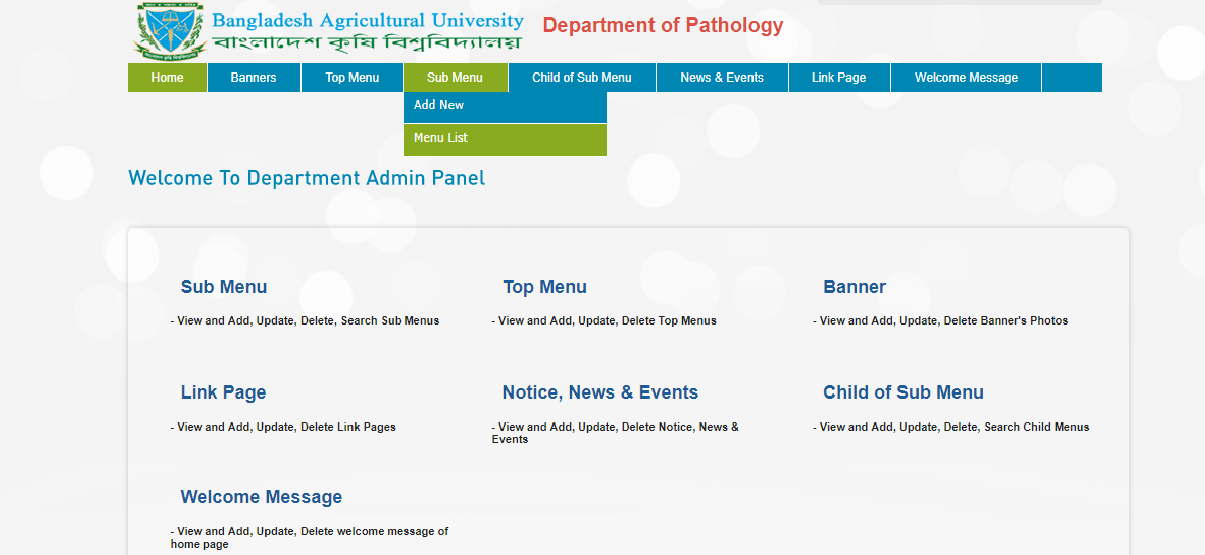 Bangladesh Agricultural University
বাংলাদেশ কৃষি বিশ্ববিদ্যালয়
Department of Pathology
Home Banners Top Menu Sub Menu Child of Sub Menu News & Events Link Page Welcome Message
Add New
Menu List
Welcome To Department Admin Panel
Sub Menu Top Menu Banner
- View and Add, Update, Delete, Search Sub Menus - View and Add, Update, Delete Top Menus - View and Add, Update, Delete Banner's Photos
Link Page Notice, News & Events Child of Sub Menu
- View and Add, Update, Delete Link Pages - View and Add, Update, Delete Notice, News & - View and Add, Update, Delete, Search Child Menus
Events
Welcome Message
- View and Add, Update, Delete welcome message of
home page